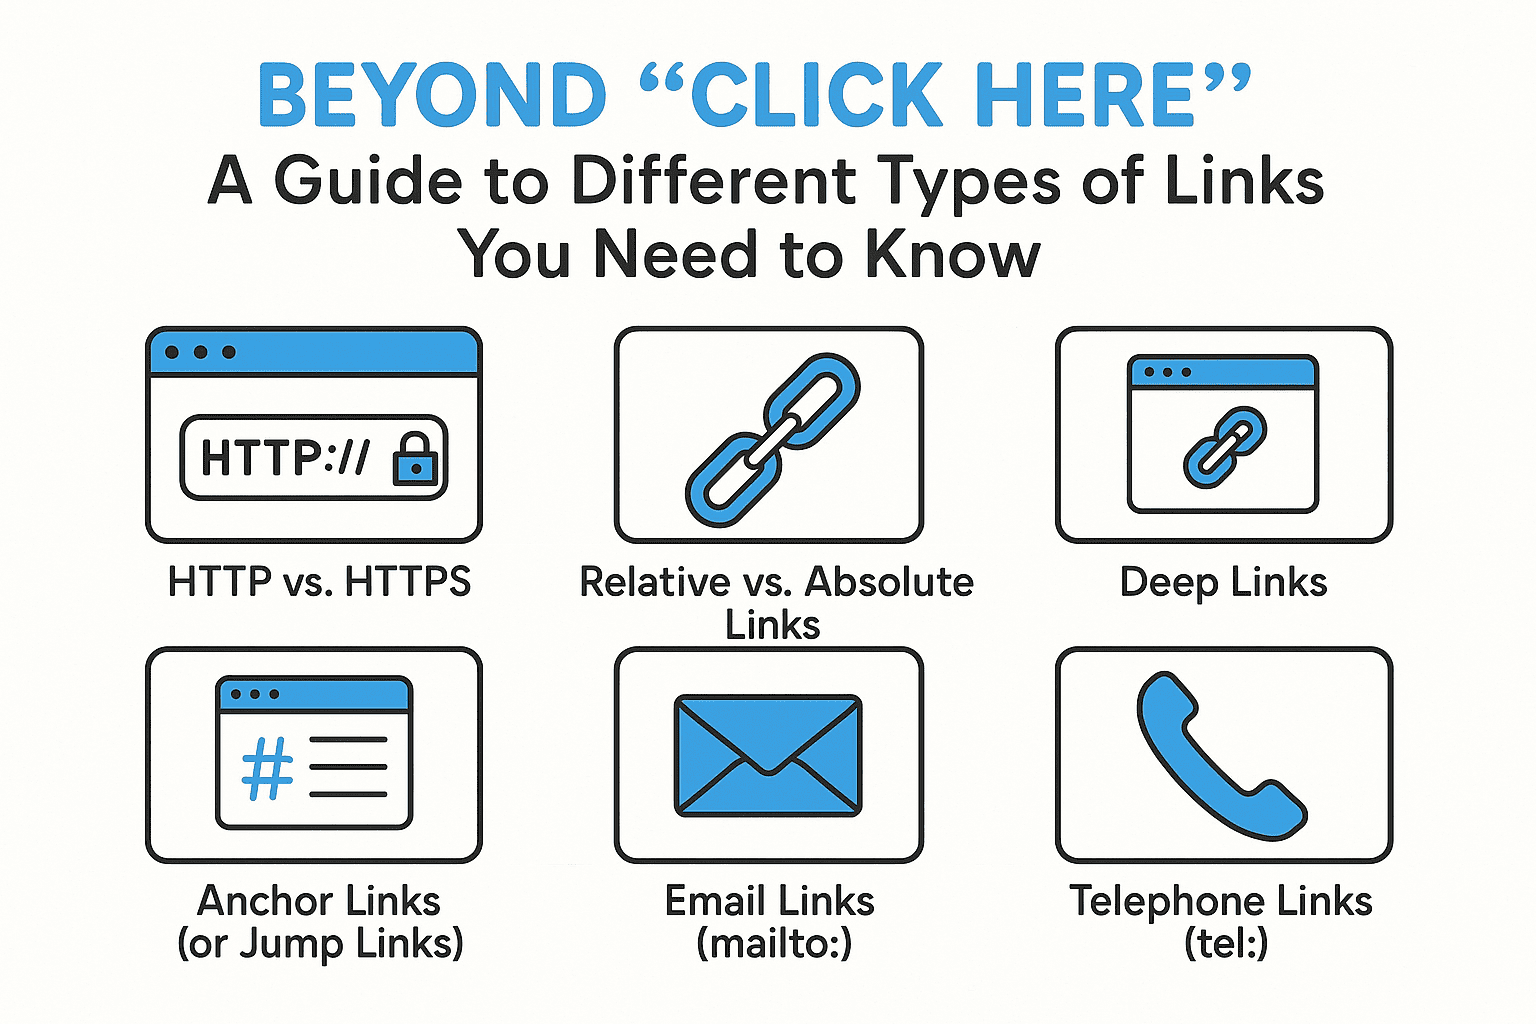 BEYOND “CLICK HERE”
A Guide to Different Types of Links
You Need to Know
HTTP://
HTTP vs. HTTPS
Relative vs. Absolute
Links
Deep Links
#
Anchor Links
(or Jump Links)
Email Links
(mailto:)
Telephone Links
(tel:)